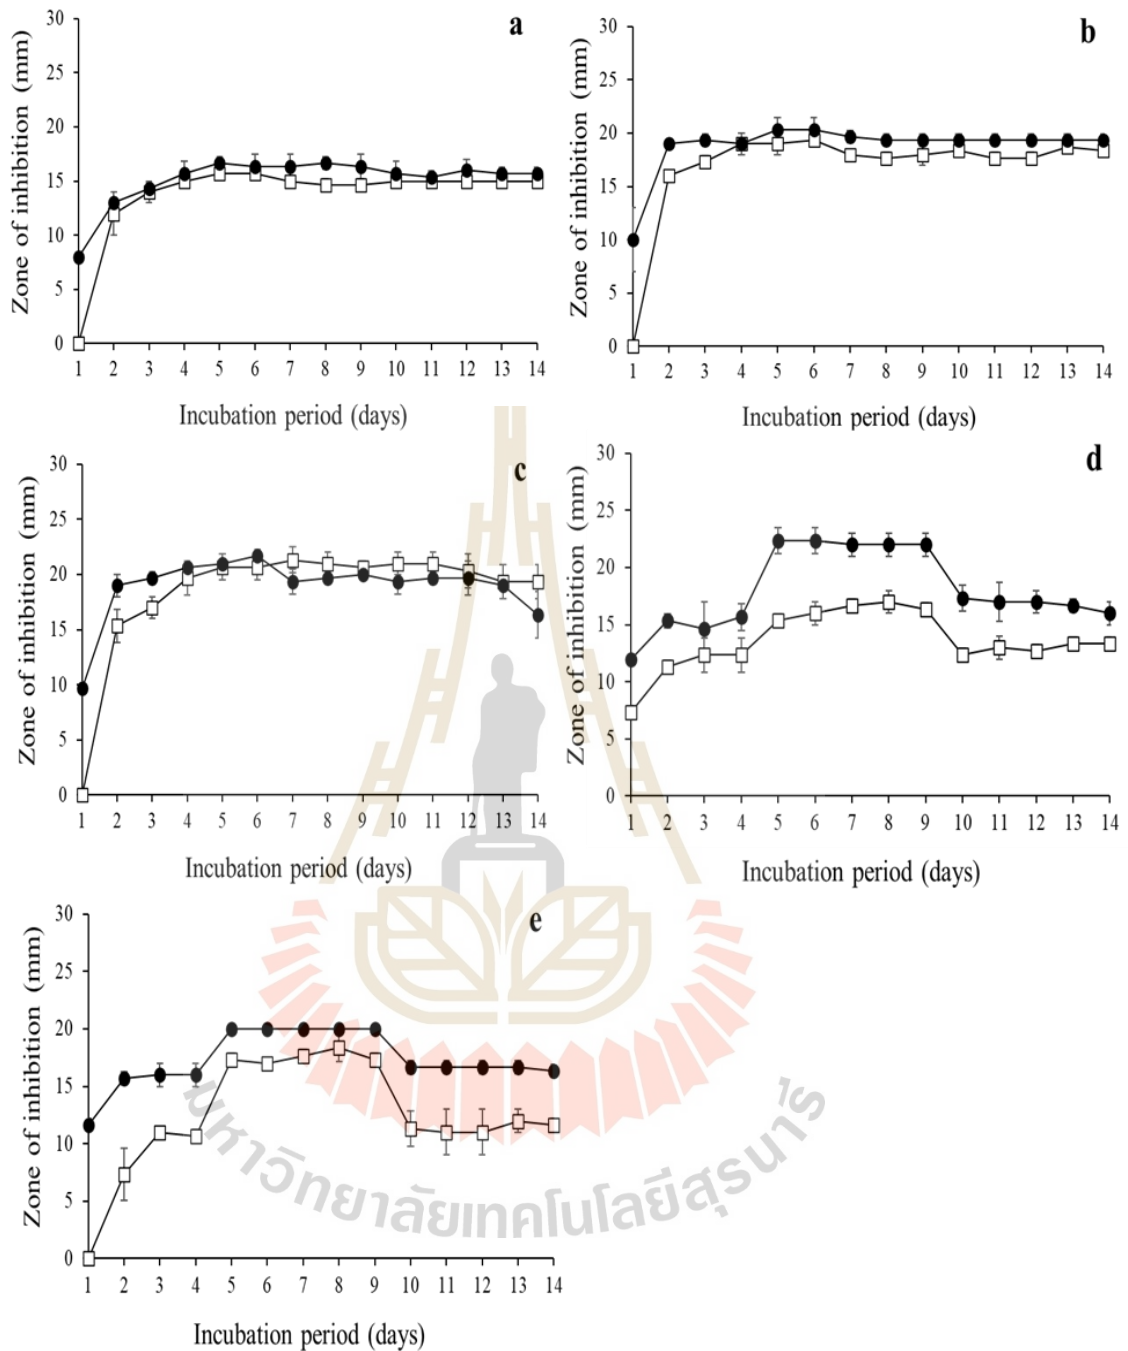 a
Zone of inhibition (mm)
30
25
20
15
10
5
0
1 2 3 4 5 6 7 8 9 10 11 12 13 14
Incubation period (days)
b
Zone of inhibition (mm)
30
25
20
15
10
5
0
1 2 3 4 5 6 7 8 9 10 11 12 13 14
Incubation period (days)
c
Zone of inhibition (mm)
30
25
20
15
10
5
0
1 2 3 4 5 6 7 8 9 10 11 12 13 14
Incubation period (days)
d
Zone of inhibition (mm)
30
25
20
15
10
5
0
1 2 3 4 5 6 7 8 9 10 11 12 13 14
Incubation period (days)
e
Zone of inhibition (mm)
30
25
20
15
10
5
0
1 2 3 4 5 6 7 8 9 10 11 12 13 14
Incubation period (days)
มหาวิทยาลัยเทคโนโลยีสุรนารี